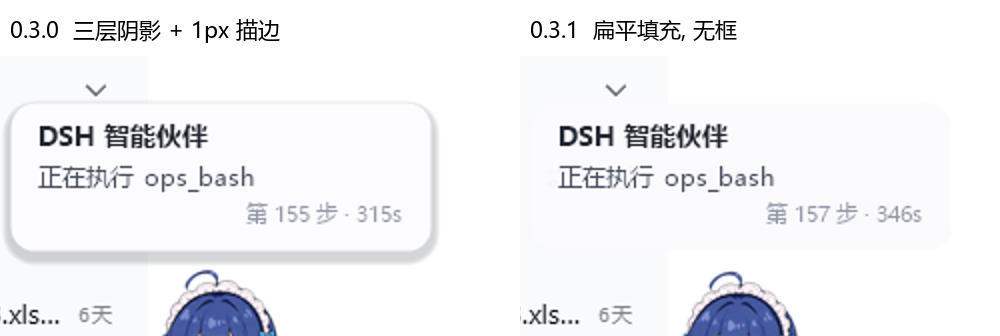 0.3.0 三层阴影 + 1px 描边
DSH 智能伙伴
正在执行 ops_bash
第 155 步 · 315s
.xls... 6天
0.3.1 扁平填充, 无框
DSH 智能伙伴
正在执行 ops_bash
第 157 步 · 346s
.xls... 6天